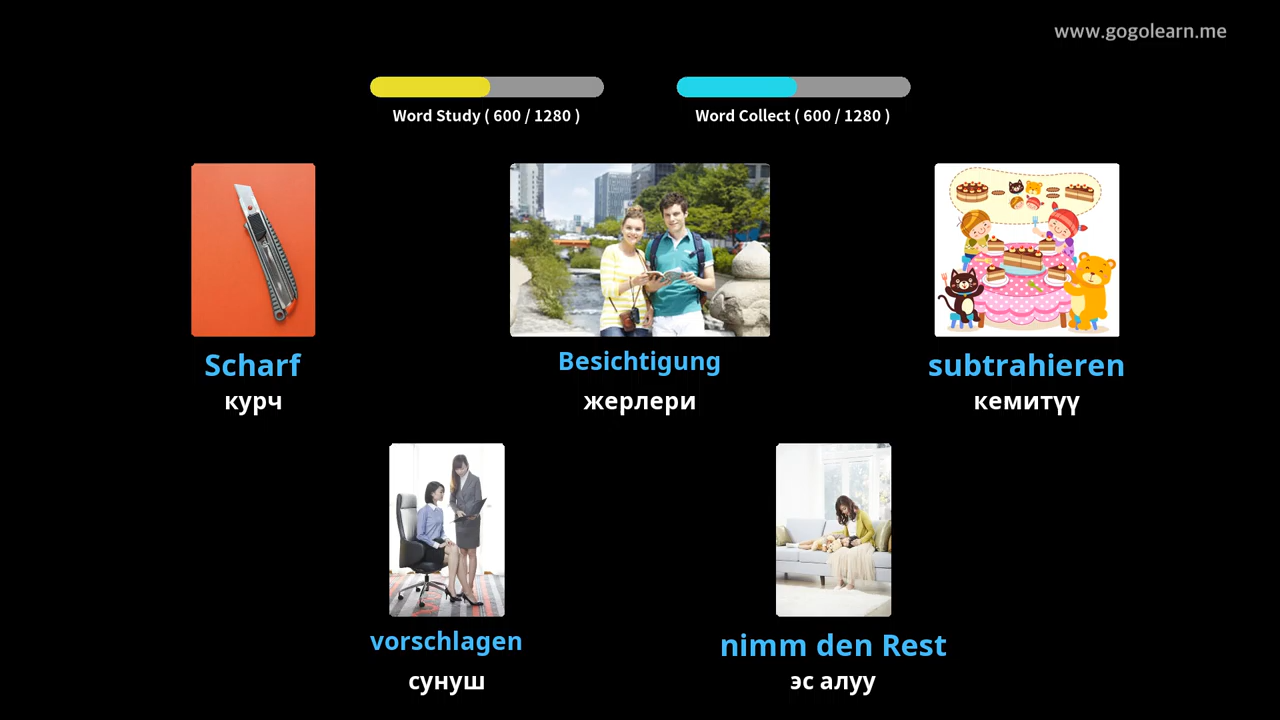 www.gogolearn.me
Word Study ( 600 / 1280 )
Word Collect ( 600 / 1280 )
Scharf
курч
Besichtigung
жерлери
subtrahieren
кемитүү
vorschlagen
сунуш
nimm den Rest
эс алуу